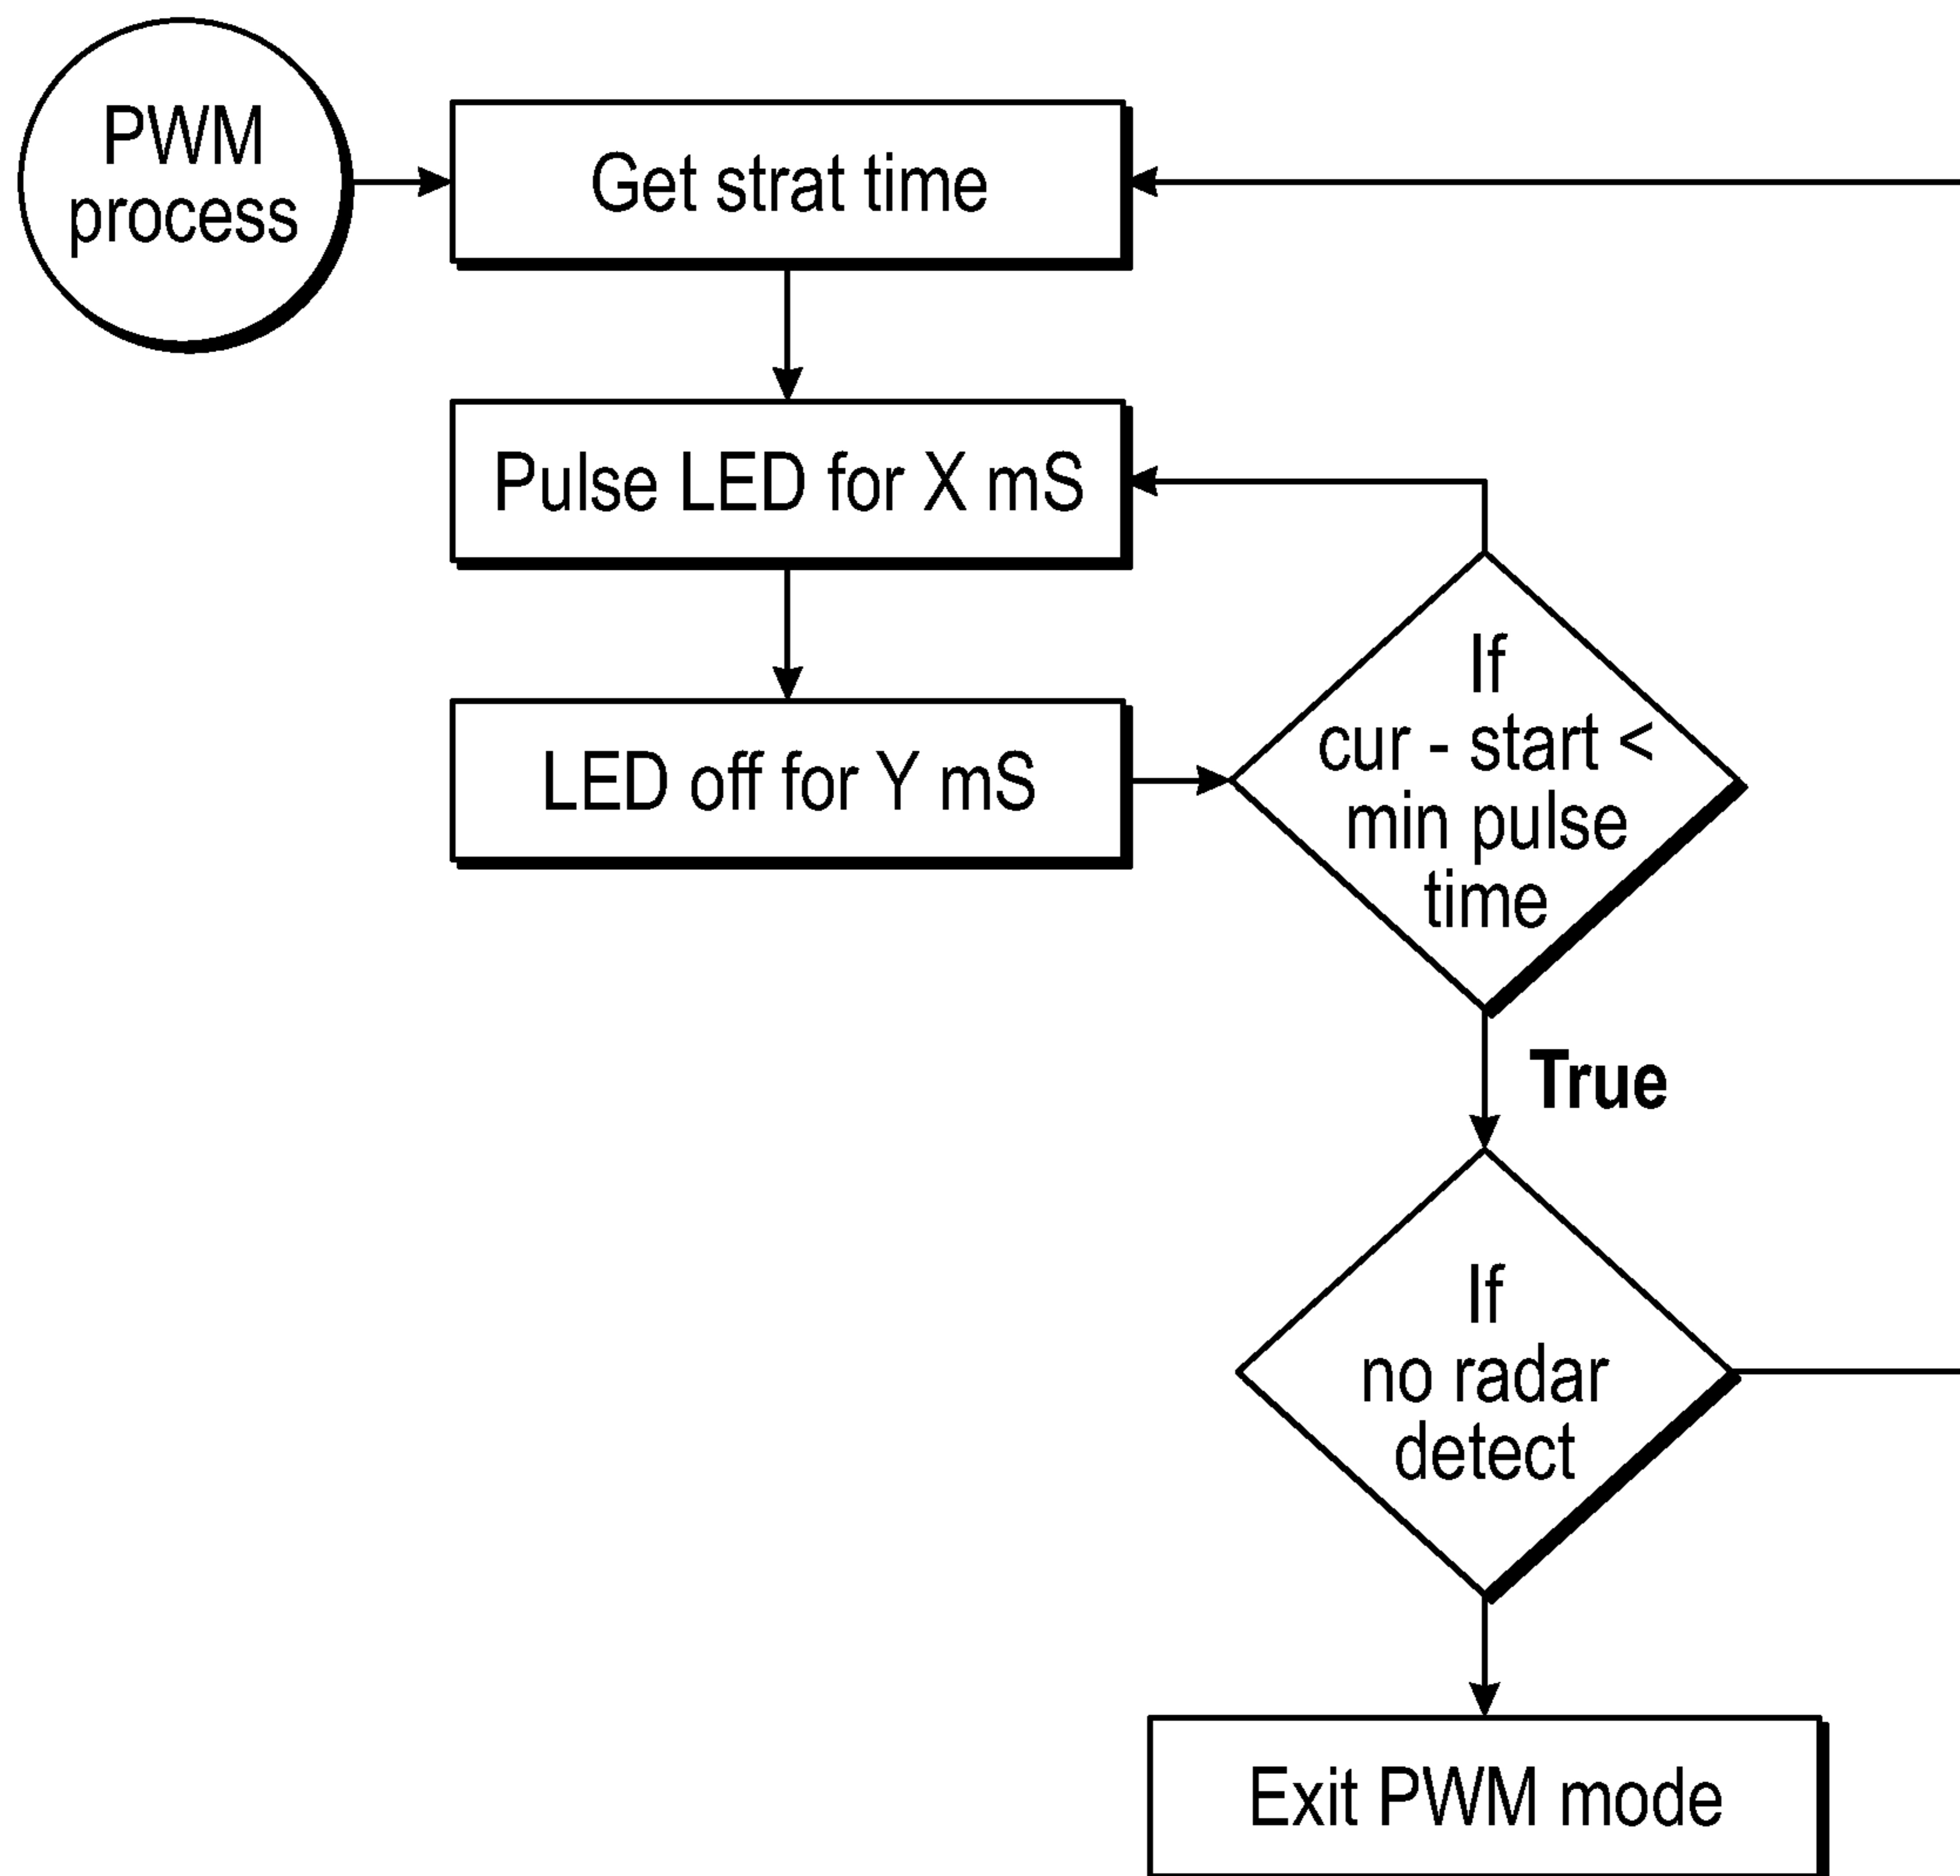 PWM
process
Get strat time
Pulse LED for X mS
LED off for Y mS
If
cur - start <
min pulse
time
True
If
no radar
detect
Exit PWM mode